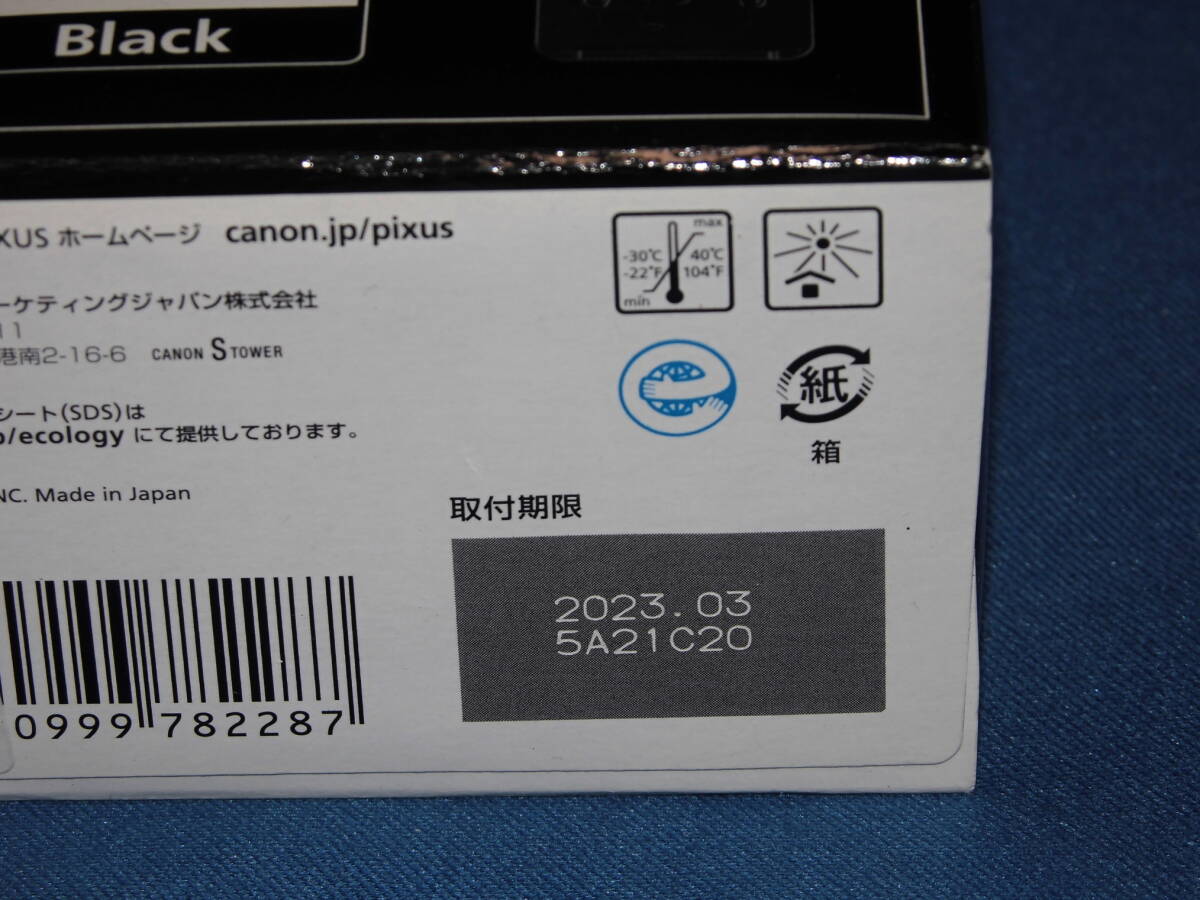 Black
XUS ホームページ canon.jp/pixus
max
-30°C 40°C
-22°F 104°F
min
ーケティングジャパン株式会社
11
港南2-16-6 CANON S TOWER
紙
シート(SDS)は
/ecology にて提供しております。
箱
NC. Made in Japan
取付期限
2023.03
5A21C20
0999 782287